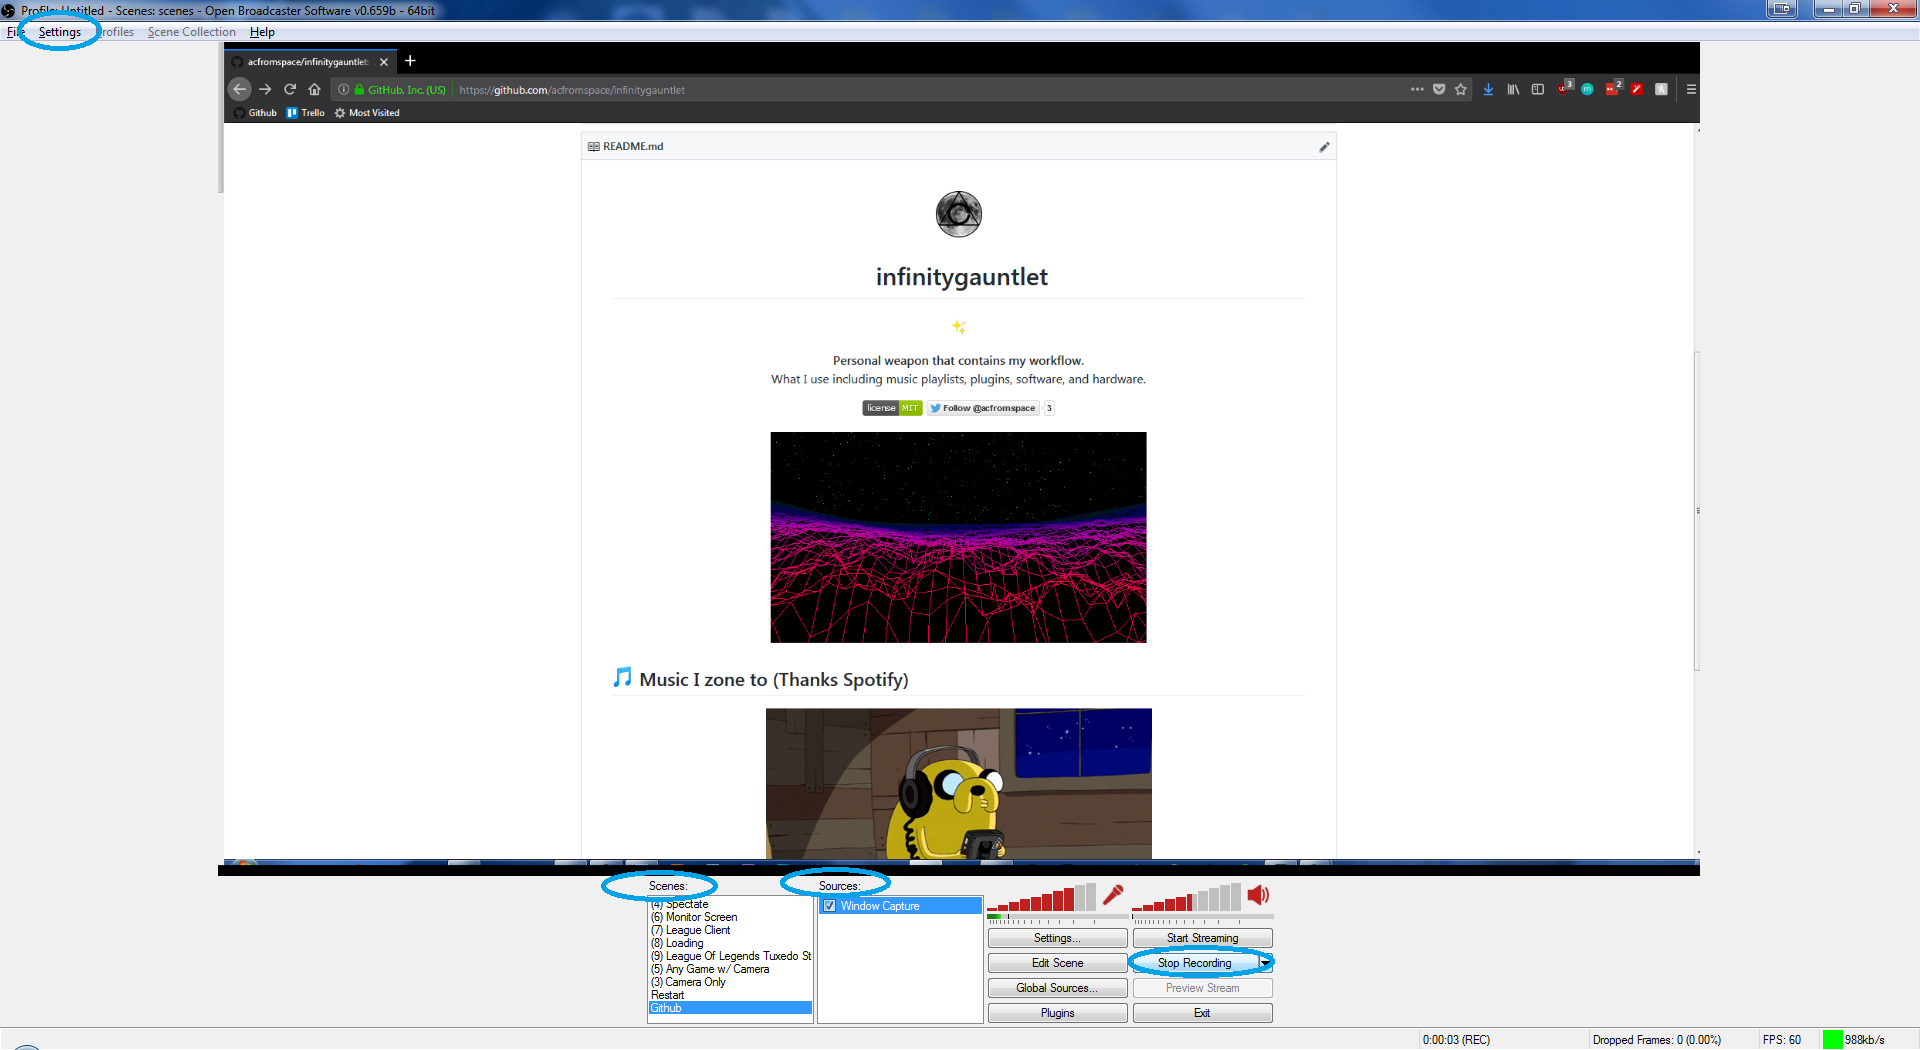 Profile: Untitled - Scenes: scenes - Open Broadcaster Software v0.659b - 64bit
File Settings Profiles Scene Collection Help
acfromspace/infinitygauntlet:
GitHub, Inc. (US) https://github.com/acfromspace/infinitygauntlet
3 2
Github Trello Most Visited
README.md
infinitygauntlet
Personal weapon that contains my workflow.
What I use including music playlists, plugins, software, and hardware.
license MIT Follow @acfromspace 3
Music I zone to (Thanks Spotify)
Scenes:
(4) Spectate
(6) Monitor Screen
(7) League Client
(8) Loading
(9) League Of Legends Tuxedo St
(5) Any Game w/ Camera
(3) Camera Only
Restart
Github
Sources:
Window Capture
Settings... Start Streaming
Edit Scene Stop Recording
Global Sources... Preview Stream
Plugins Exit
0:00:03 (REC) Dropped Frames: 0 (0.00%) FPS: 60 988kb/s